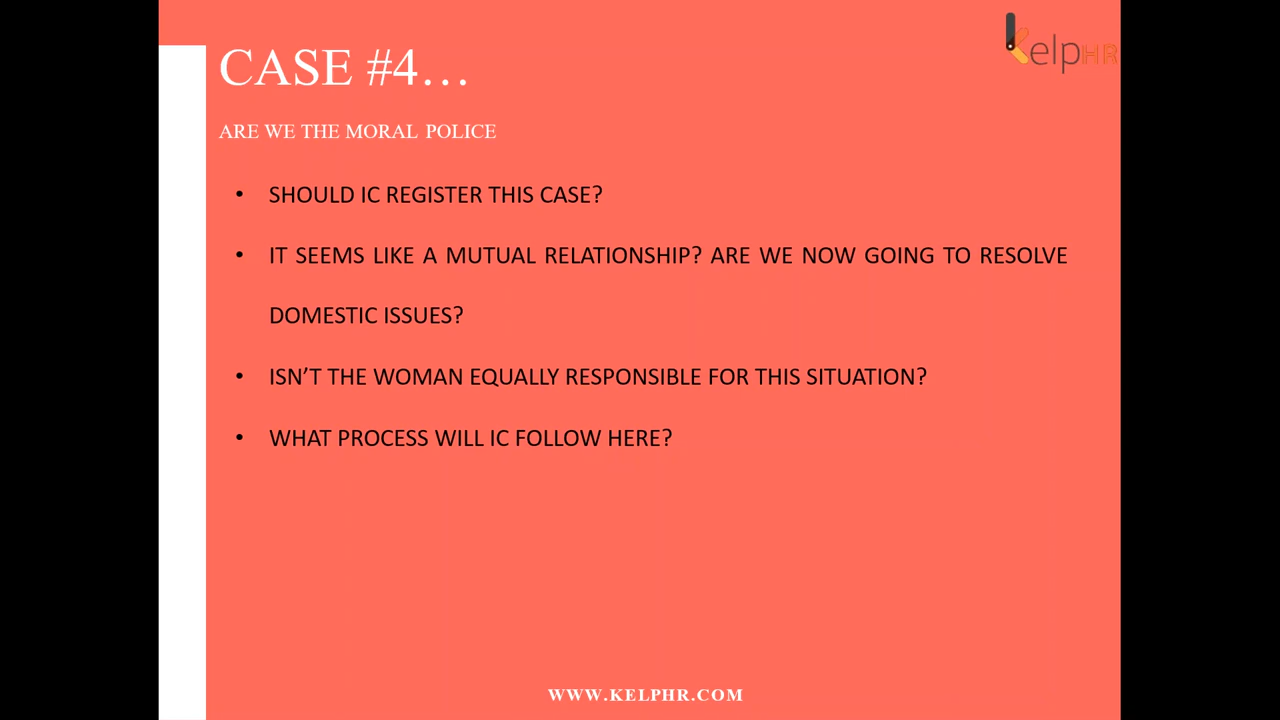 kelpHR
CASE #4…
ARE WE THE MORAL POLICE
• SHOULD IC REGISTER THIS CASE?
• IT SEEMS LIKE A MUTUAL RELATIONSHIP? ARE WE NOW GOING TO RESOLVE
DOMESTIC ISSUES?
• ISN’T THE WOMAN EQUALLY RESPONSIBLE FOR THIS SITUATION?
• WHAT PROCESS WILL IC FOLLOW HERE?
WWW.KELPHR.COM